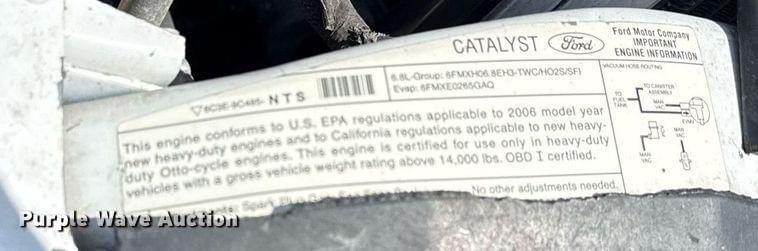 CATALYST Ford
Ford Motor Company
IMPORTANT
ENGINE INFORMATION
6C3E-9C485- NTS
6.8L-Group: 6FMXH06.8EH3-TWC/HO2S/SFI
Evap: 6FMXE0265GAQ
This engine conforms to U.S. EPA regulations applicable to 2006 model year
new heavy-duty engines and to California regulations applicable to new heavy-
duty Otto-cycle engines. This engine is certified for use only in heavy-duty
vehicles with a gross vehicle weight rating above 14,000 lbs. OBD I certified.
No other adjustments needed.
VACUUM HOSE ROUTING
TO
FUEL
TANK
TO CANISTER
ASSEMBLY
MAN
VAC
EVMV
PCV
MAN
VAC
MAN
VAC
Purple Wave Auction